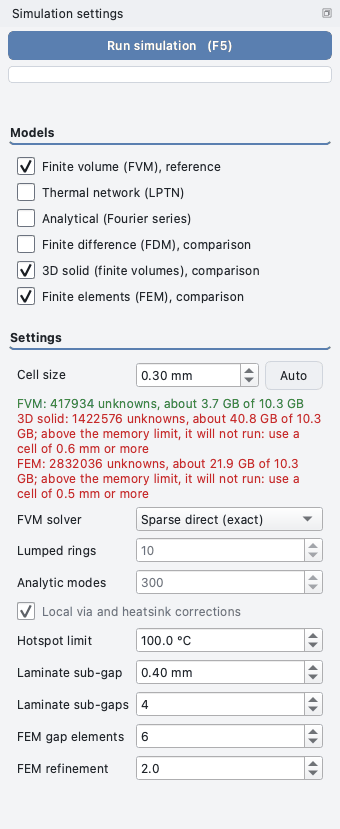 Simulation settings
Run simulation (F5)
Models
Finite volume (FVM), reference
Thermal network (LPTN)
Analytical (Fourier series)
Finite difference (FDM), comparison
3D solid (finite volumes), comparison
Finite elements (FEM), comparison
Settings
Cell size 0.30 mm Auto
FVM: 417934 unknowns, about 3.7 GB of 10.3 GB
3D solid: 1422576 unknowns, about 40.8 GB of 10.3
GB; above the memory limit, it will not run: use a
cell of 0.6 mm or more
FEM: 2832036 unknowns, about 21.9 GB of 10.3
GB; above the memory limit, it will not run: use a
cell of 0.5 mm or more
FVM solver Sparse direct (exact)
Lumped rings 10
Analytic modes 300
Local via and heatsink corrections
Hotspot limit 100.0 °C
Laminate sub-gap 0.40 mm
Laminate sub-gaps 4
FEM gap elements 6
FEM refinement 2.0